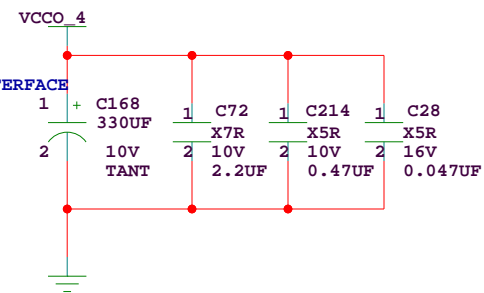 VCCO_4
TERFACE
1 + C168
330UF
2 10V
TANT
1 C72
X7R
2 10V
2.2UF
1 C214
X5R
2 10V
0.47UF
1 C28
X5R
2 16V
0.047UF